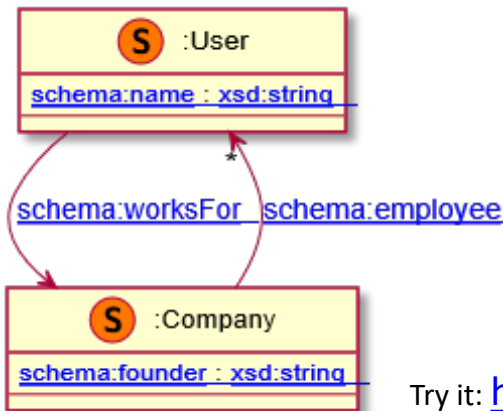 S :User
schema:name : xsd:string
*
schema:worksFor schema:employee
S :Company
schema:founder : xsd:string
Try it: h